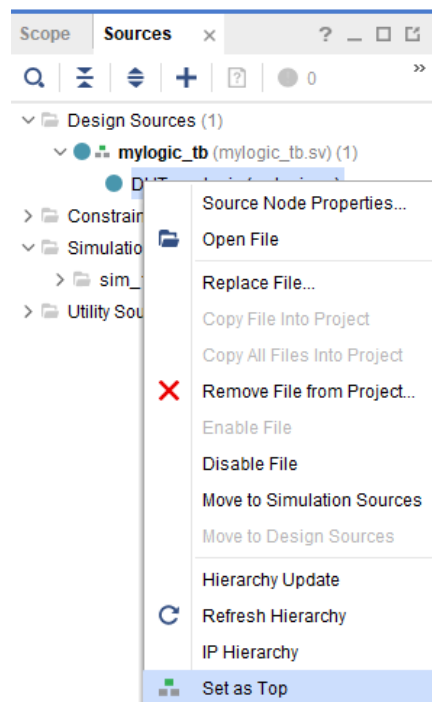 Scope Sources × ? _
0 »
Design Sources (1)
mylogic_tb (mylogic_tb.sv) (1)
Constrain
Simulatio
sim_
Utility Sou
Source Node Properties...
Open File
Replace File...
Copy File Into Project
Copy All Files Into Project
Remove File from Project...
Enable File
Disable File
Move to Simulation Sources
Move to Design Sources
Hierarchy Update
Refresh Hierarchy
IP Hierarchy
Set as Top